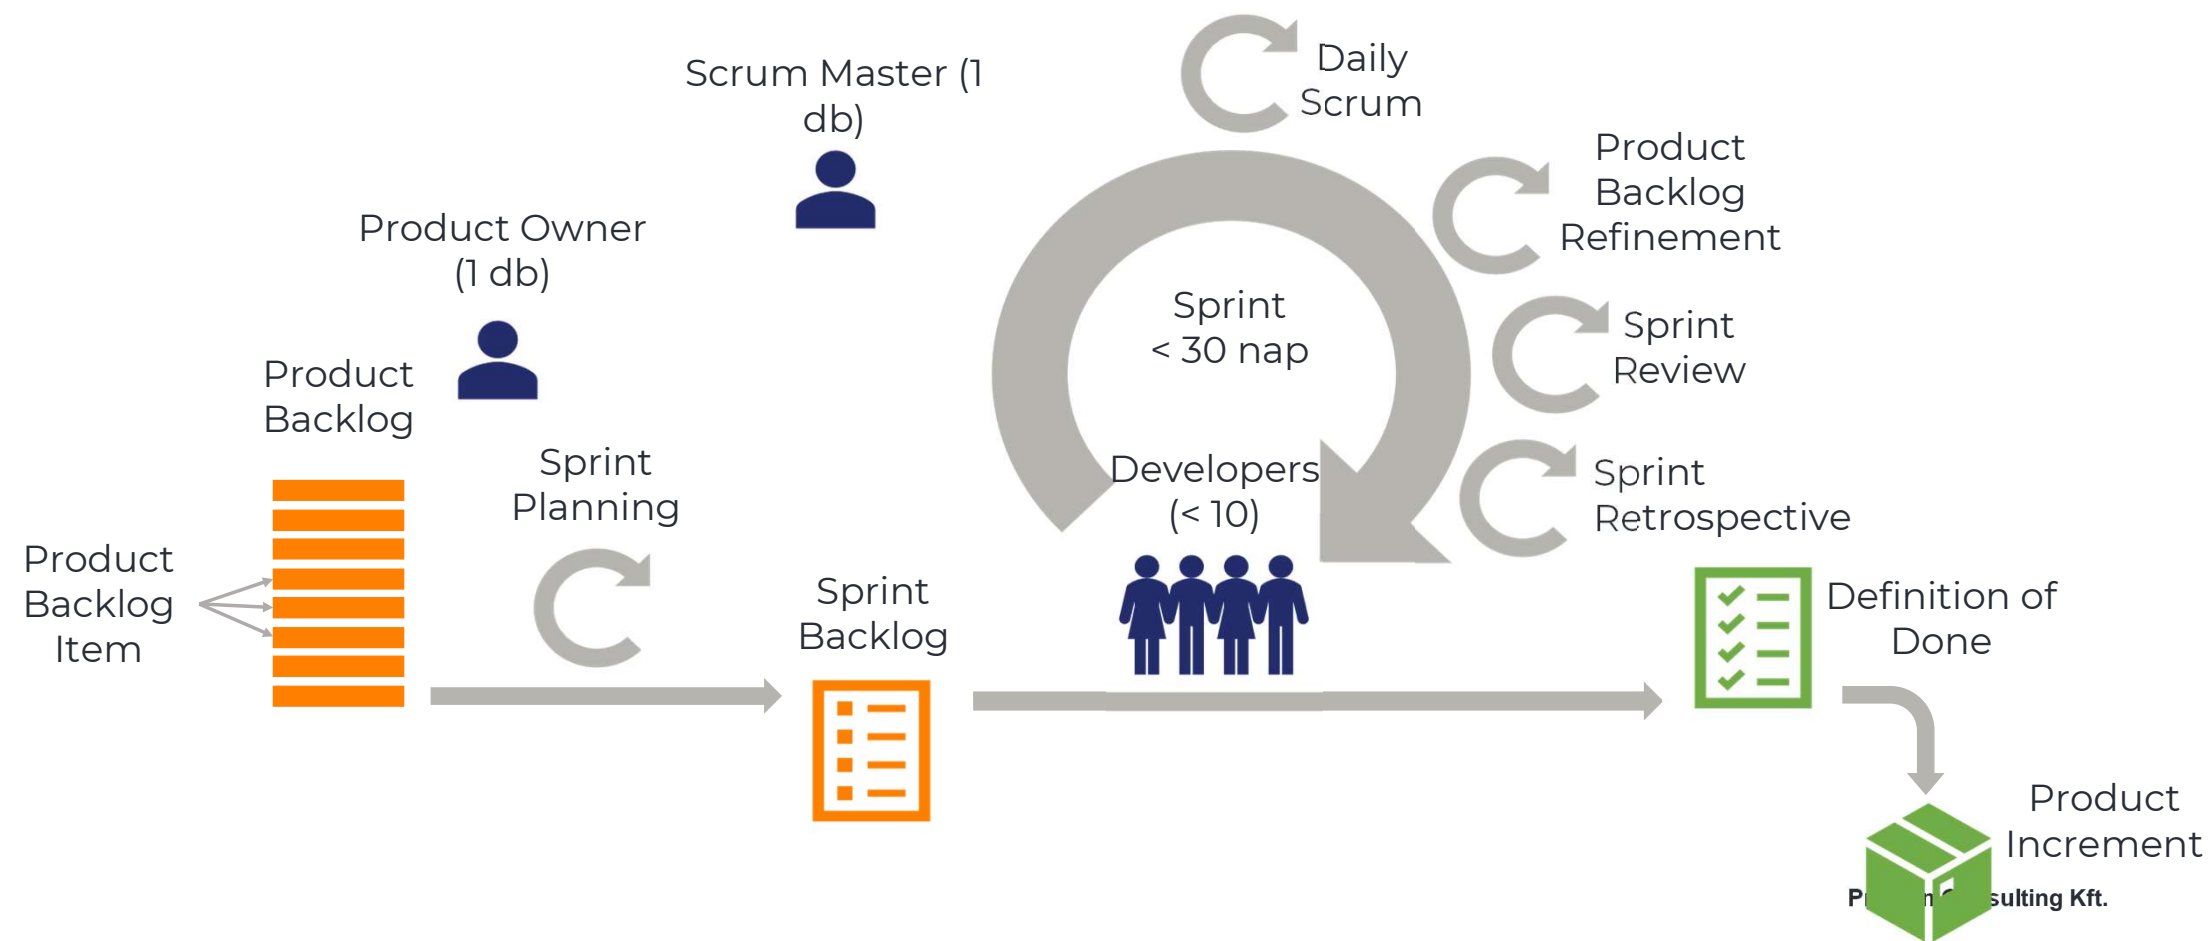 Scrum Master (1
db)
Daily
Scrum
Product
Backlog
Refinement
Product Owner
(1 db)
Sprint
< 30 nap
Sprint
Review
Product
Backlog
Sprint
Planning
Developers
(< 10)
Sprint
Retrospective
Product
Backlog
Item
Sprint
Backlog
Definition of
Done
Product
Increment
Kft.